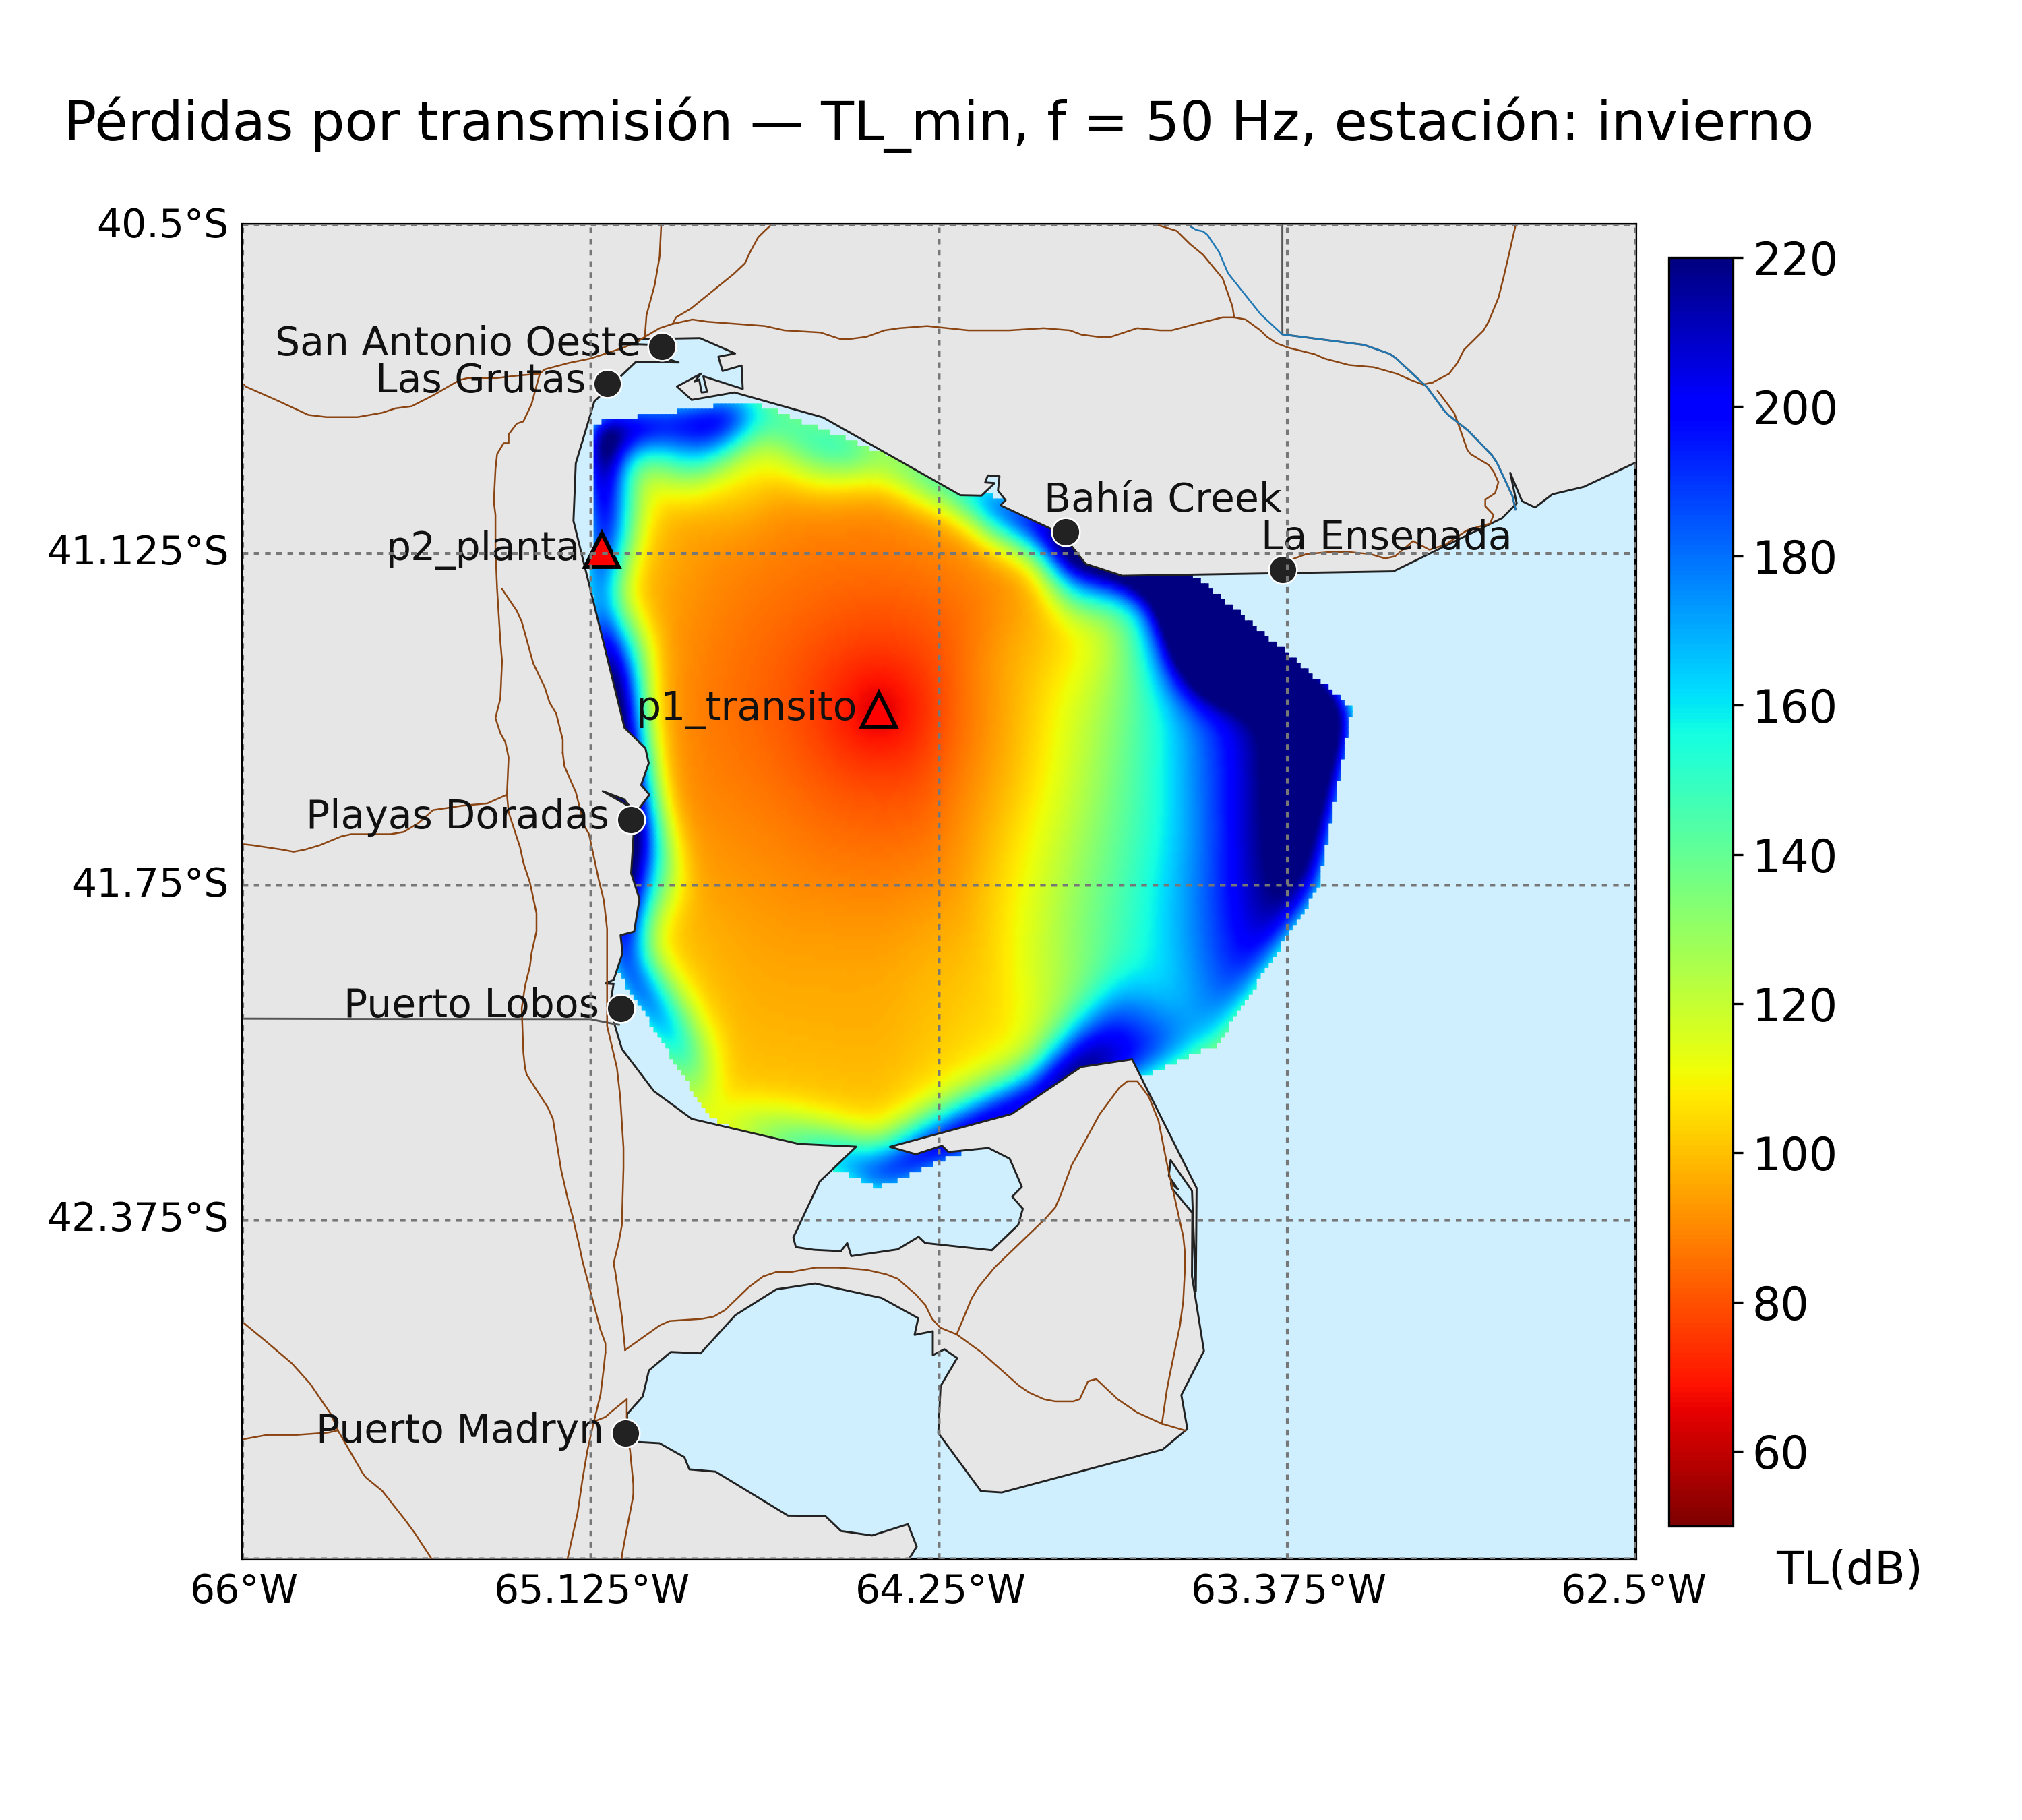 Pérdidas por transmisión — TL_min, f = 50 Hz, estación: invierno
40.5°S
220
San Antonio Oeste
Las Grutas
200
Bahía Creek
La Ensenada
p2_planta
41.125°S
180
p1_transito
160
Playas Doradas
140
41.75°S
Puerto Lobos
120
100
42.375°S
80
Puerto Madryn
60
TL(dB)
66°W
65.125°W
64.25°W
63.375°W
62.5°W